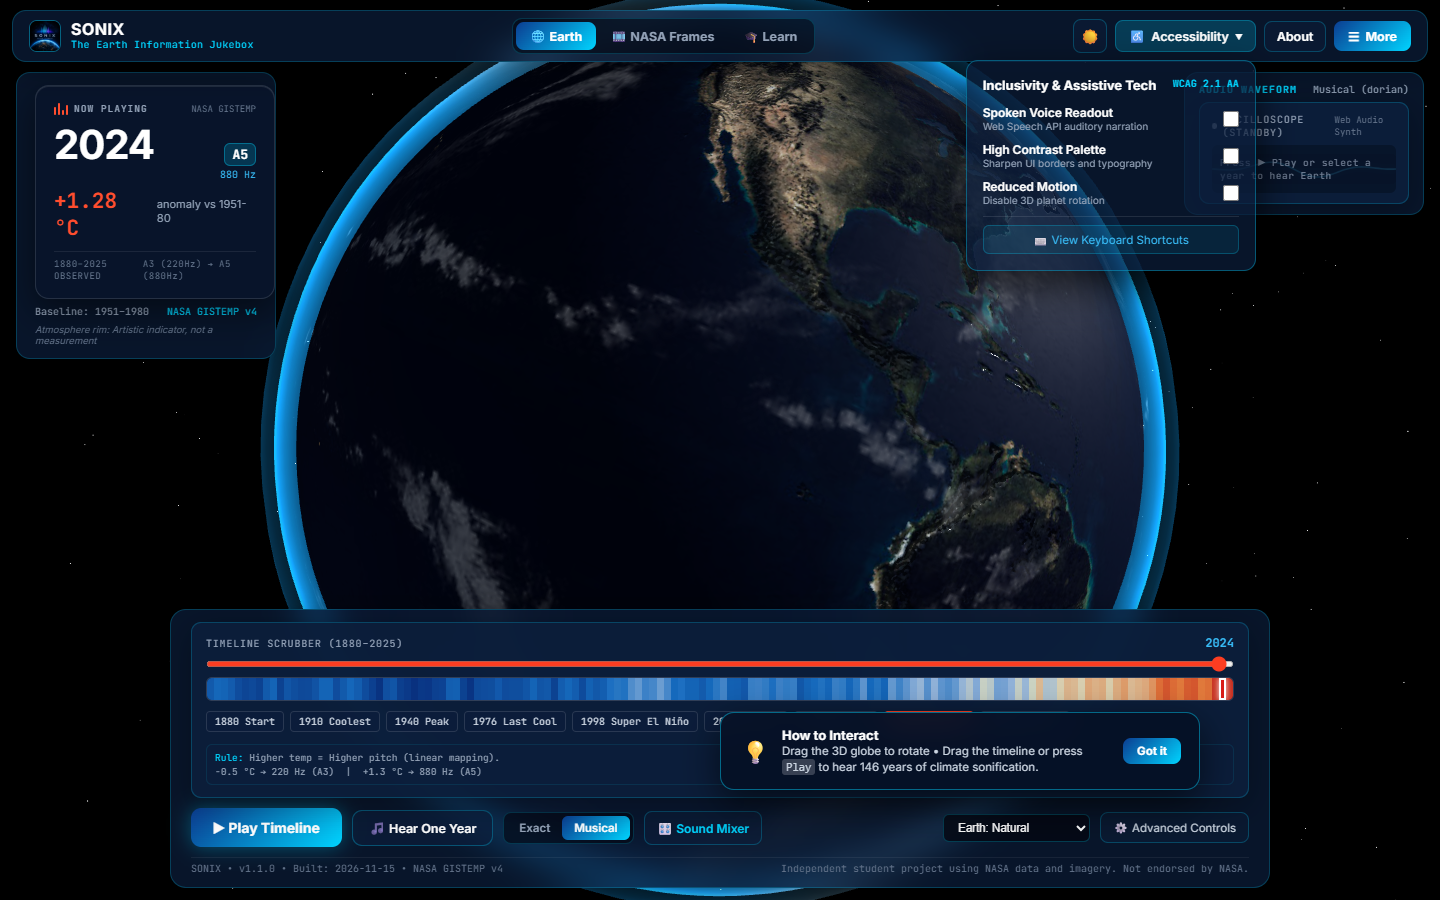 SONIX
The Earth Information Jukebox
Earth
NASA Frames
Learn
Accessibility ▼
About
☰ More
NOW PLAYING
NASA GISTEMP
2024
A5
880 Hz
+1.28 °C
anomaly vs 1951-80
1880–2025 OBSERVED
A3 (220Hz) → A5 (880Hz)
Baseline: 1951–1980
NASA GISTEMP v4
Atmosphere rim: Artistic indicator, not a
measurement
Inclusivity & Assistive Tech
WCAG 2.1 AA
Spoken Voice Readout
Web Speech API auditory narration
High Contrast Palette
Sharpen UI borders and typography
Reduced Motion
Disable 3D planet rotation
View Keyboard Shortcuts
WAVEFORM
Musical (dorian)
(STANDBY)
Web Audio
Synth
▶ Play or select a
year to hear Earth
TIMELINE SCRUBBER (1880–2025)
2024
1880 Start
1910 Coolest
1940 Peak
1976 Last Cool
1998 Super El Niño
Rule: Higher temp = Higher pitch (linear mapping).
-0.5 °C → 220 Hz (A3) | +1.3 °C → 880 Hz (A5)
How to Interact
Drag the 3D globe to rotate • Drag the timeline or press
Play to hear 146 years of climate sonification.
Got it
▶ Play Timeline
Hear One Year
Exact
Musical
Sound Mixer
Earth: Natural
Advanced Controls
SONIX • v1.1.0 • Built: 2026-11-15 • NASA GISTEMP v4
Independent student project using NASA data and imagery. Not endorsed by NASA.